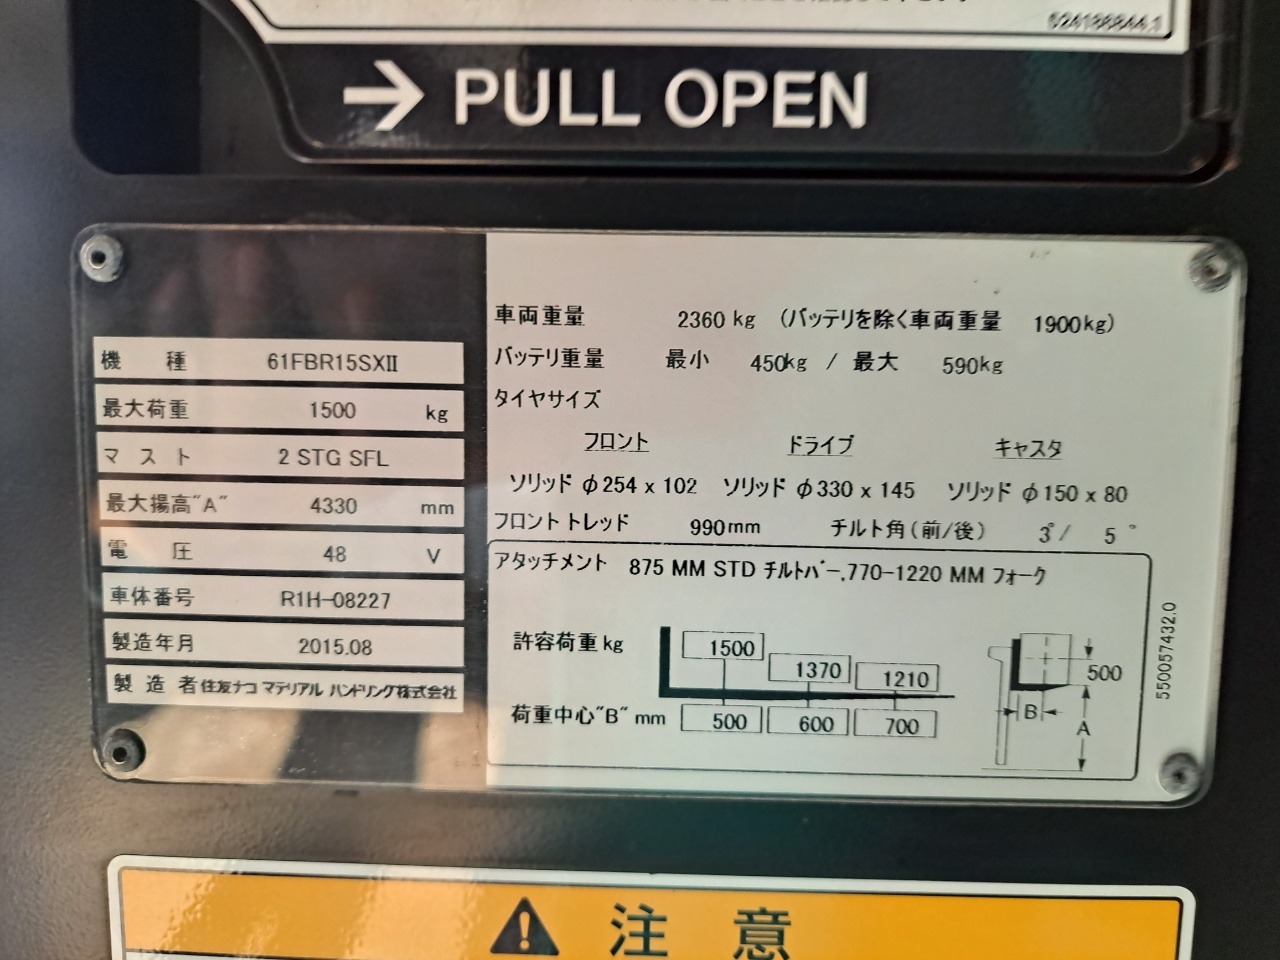 524186844.1
→ PULL OPEN
機 種 61FBR15SXⅡ
最大荷重 1500 kg
マスト 2 STG SFL
最大揚高"A" 4330 mm
電 圧 48 V
車体番号 R1H-08227
製造年月 2015.08
製 造 者 住友ナコ マテリアル ハンドリング株式会社
車両重量 2360 kg (バッテリを除く車両重量 1900kg)
バッテリ重量 最小 450kg / 最大 590kg
タイヤサイズ
フロント ドライブ キャスタ
ソリッド φ254 x 102 ソリッド φ330 x 145 ソリッド φ150 x 80
フロント トレッド 990mm チルト角(前/後) 3°/ 5°
アタッチメント 875 MM STD チルトバー,770-1220 MM フォーク
許容荷重 kg 1500 1370 1210
荷重中心"B" mm 500 600 700
500
B
A
550057432.0
注意